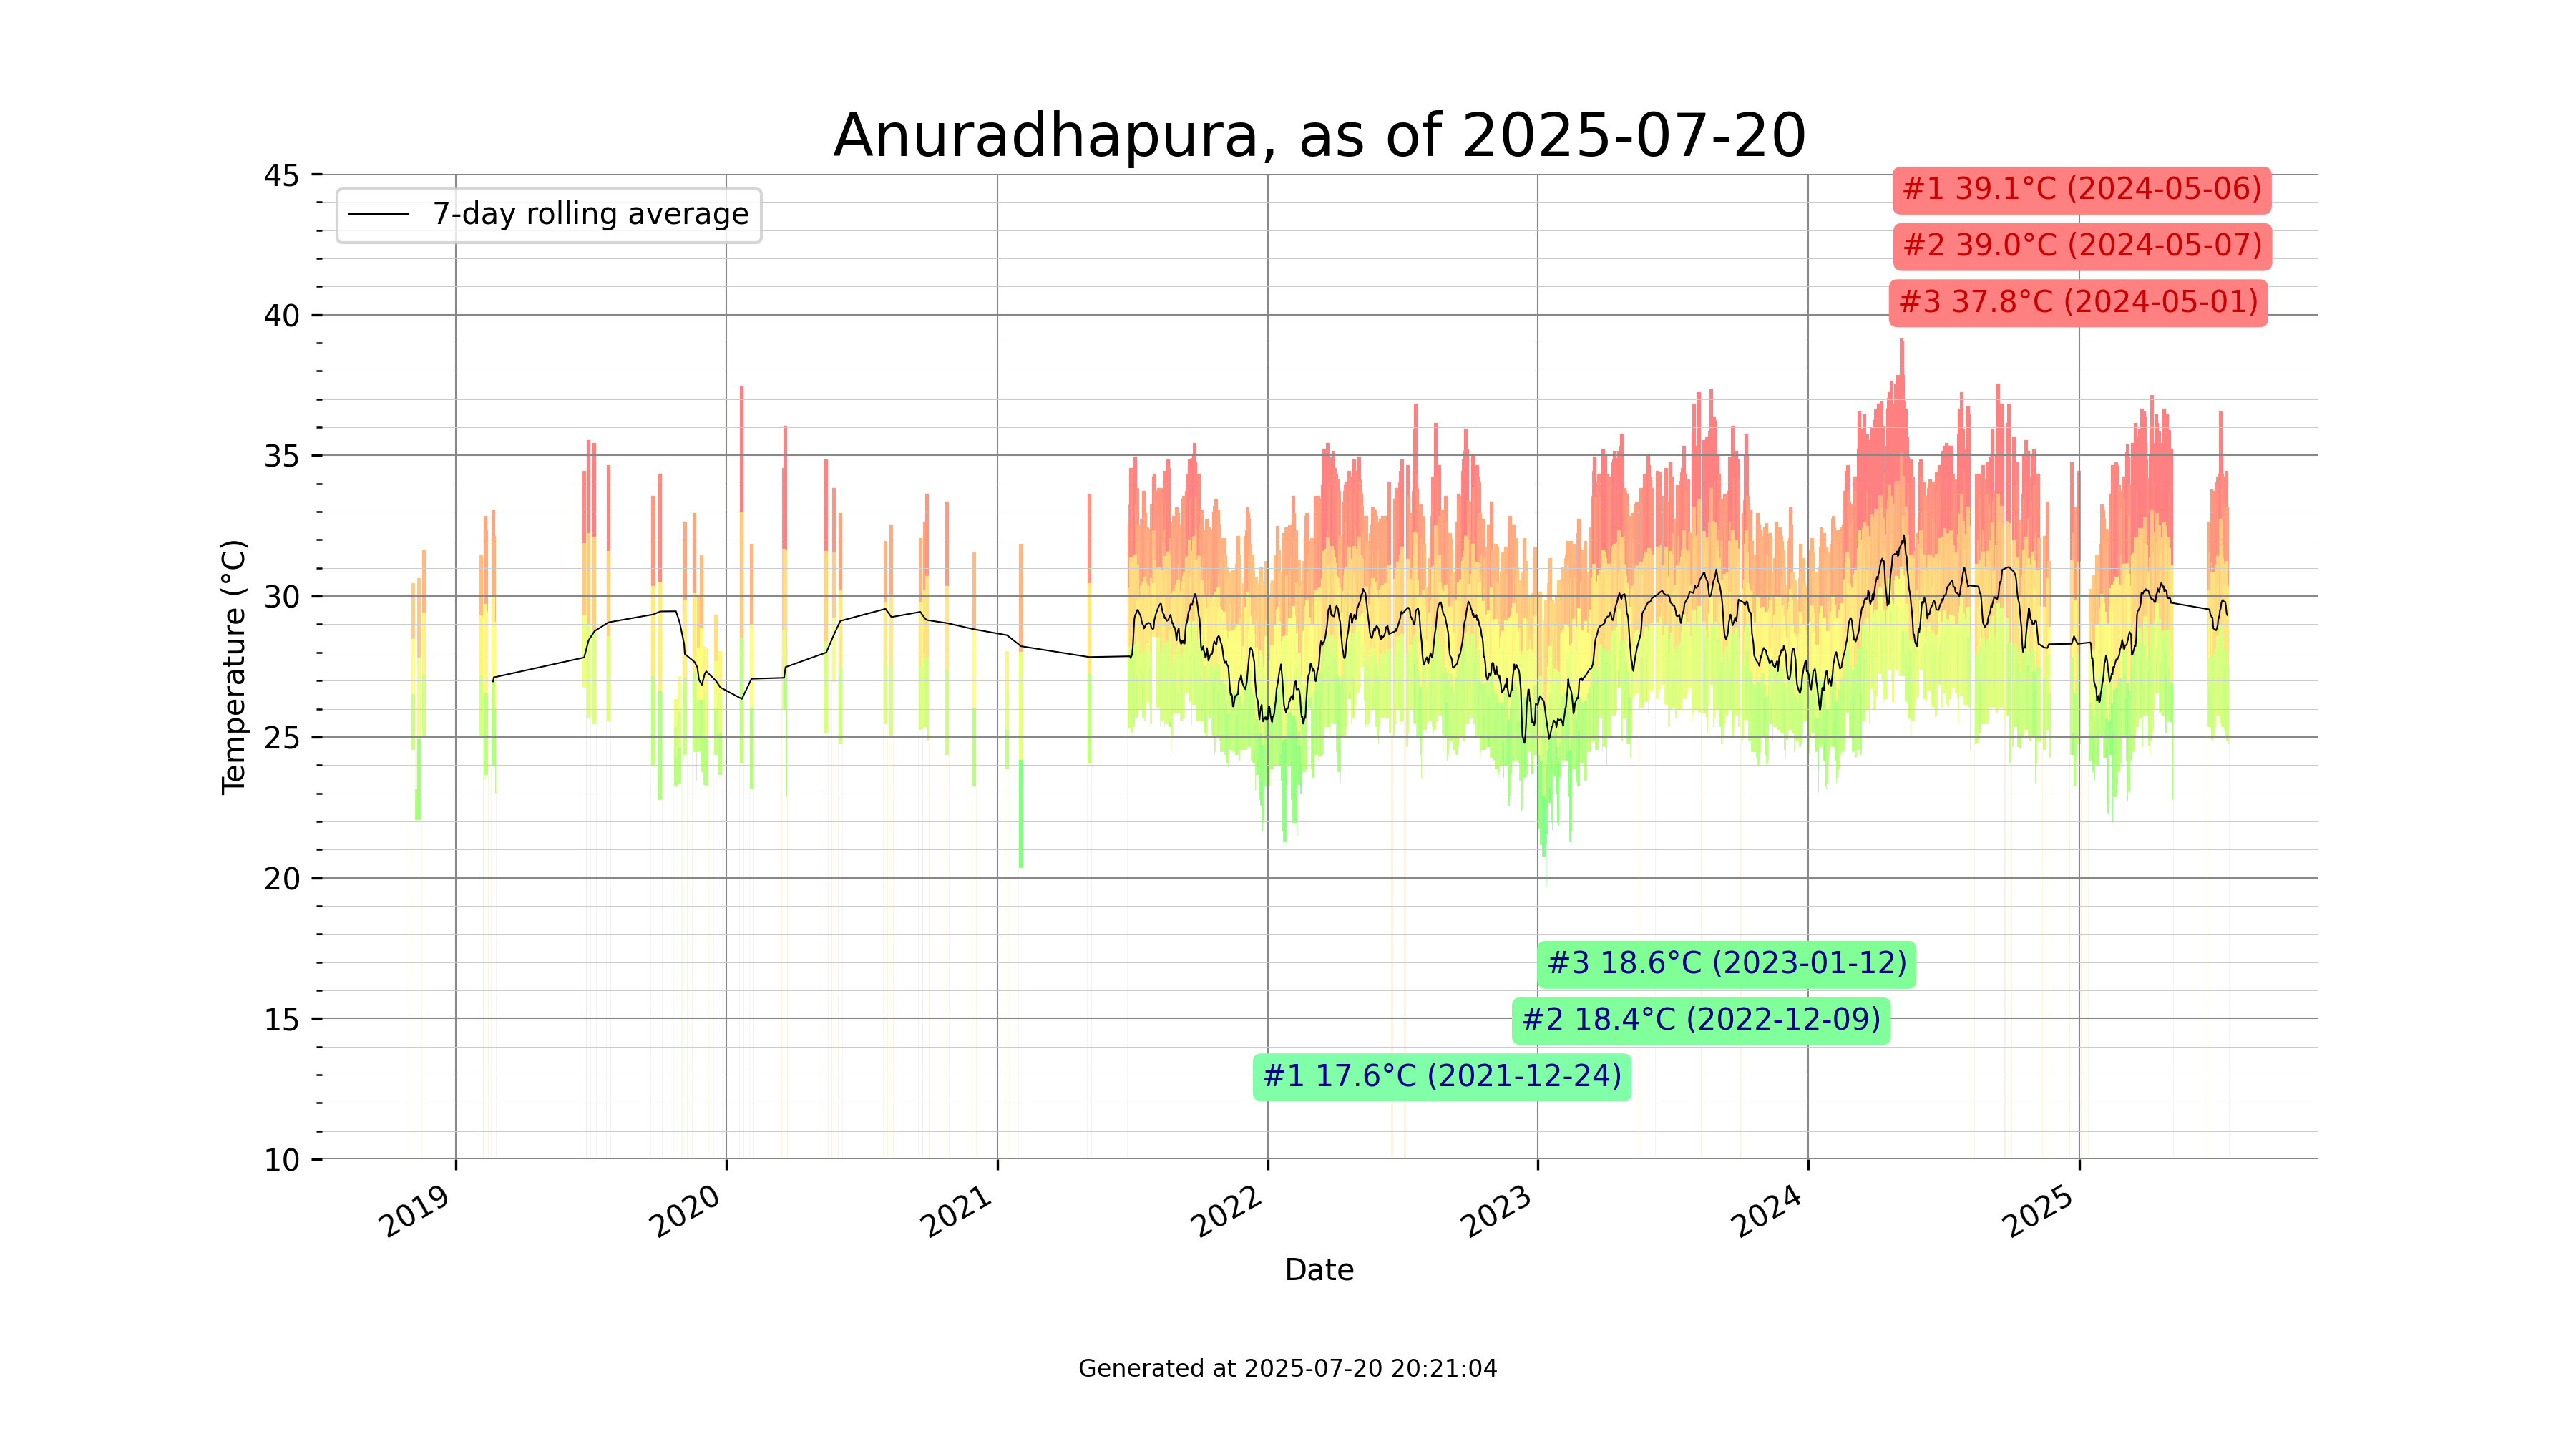 Anuradhapura, as of 2025-07-20
45
#1 39.1°C (2024-05-06)
7-day rolling average
#2 39.0°C (2024-05-07)
#3 37.8°C (2024-05-01)
40
35
30
Temperature (°C)
25
20
#3 18.6°C (2023-01-12)
15
#2 18.4°C (2022-12-09)
#1 17.6°C (2021-12-24)
10
2019 2020 2021 2022 2023 2024 2025
Date
Generated at 2025-07-20 20:21:04